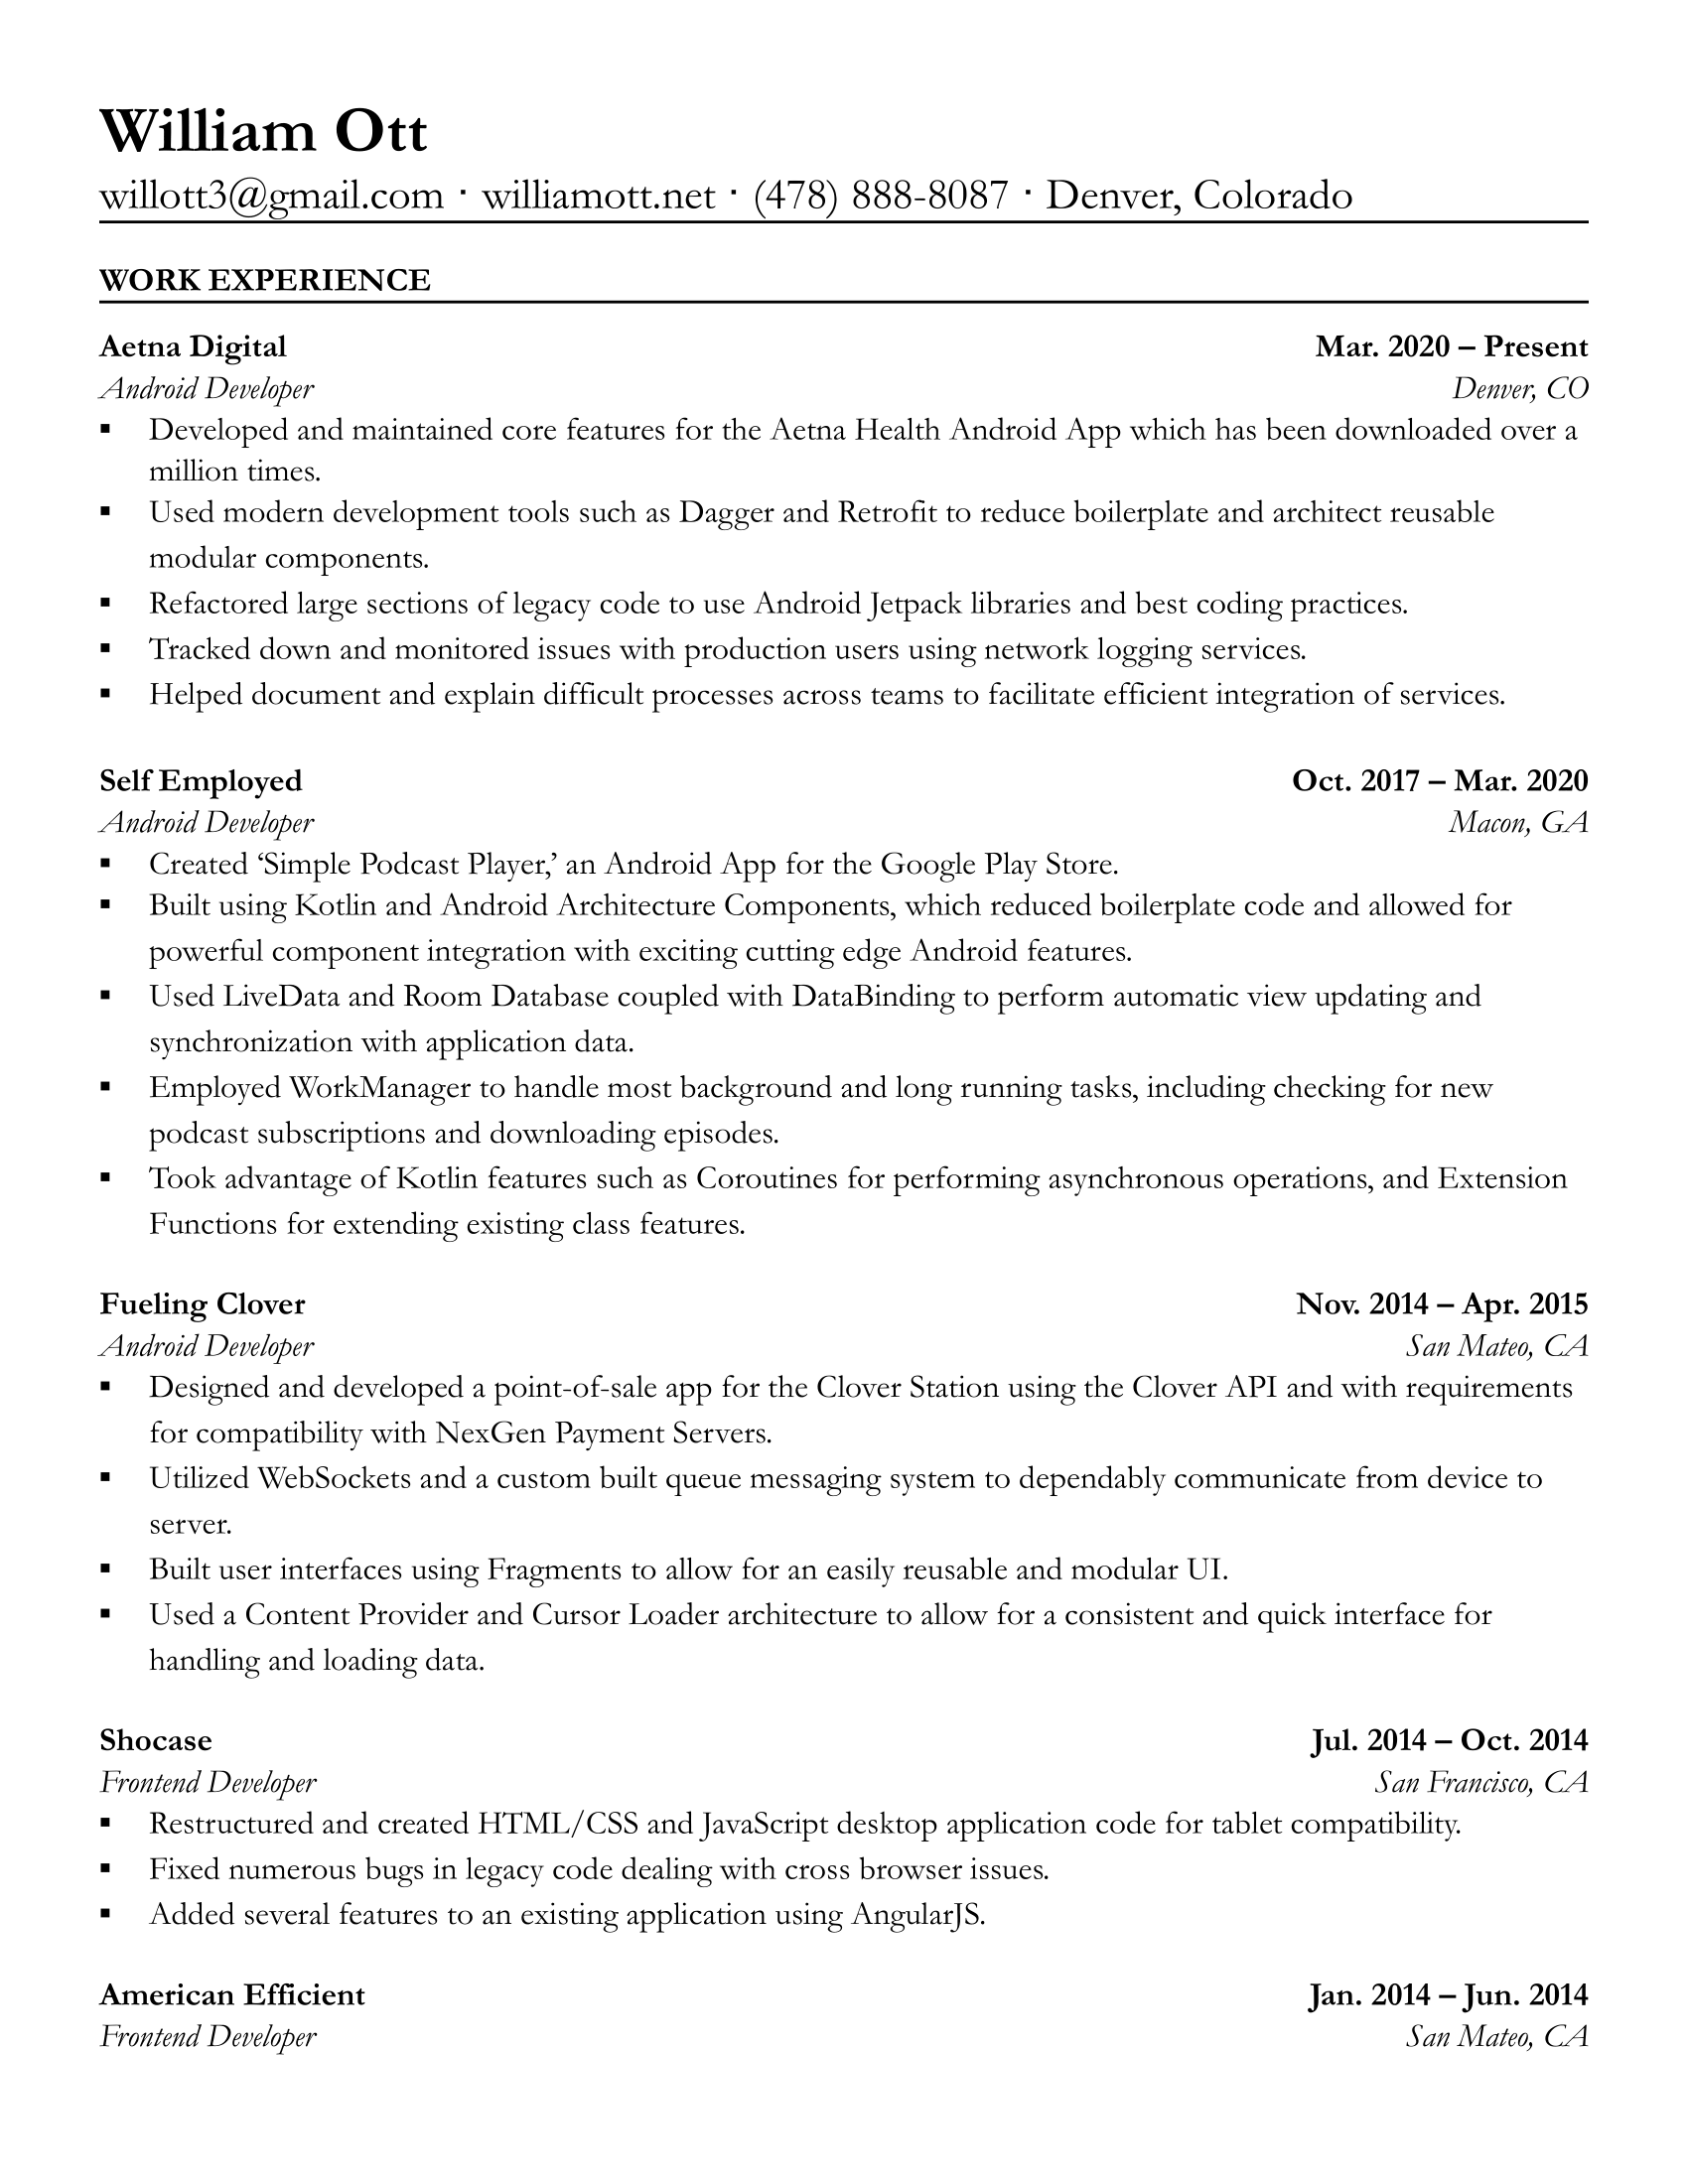 William Ott
willott3@gmail.com · williamott.net · (478) 888-8087 · Denver, Colorado
WORK EXPERIENCE
Aetna Digital Mar. 2020 – Present
Android Developer Denver, CO
▪ Developed and maintained core features for the Aetna Health Android App which has been downloaded over a
million times.
▪ Used modern development tools such as Dagger and Retrofit to reduce boilerplate and architect reusable
modular components.
▪ Refactored large sections of legacy code to use Android Jetpack libraries and best coding practices.
▪ Tracked down and monitored issues with production users using network logging services.
▪ Helped document and explain difficult processes across teams to facilitate efficient integration of services.
Self Employed Oct. 2017 – Mar. 2020
Android Developer Macon, GA
▪ Created ‘Simple Podcast Player,’ an Android App for the Google Play Store.
▪ Built using Kotlin and Android Architecture Components, which reduced boilerplate code and allowed for
powerful component integration with exciting cutting edge Android features.
▪ Used LiveData and Room Database coupled with DataBinding to perform automatic view updating and
synchronization with application data.
▪ Employed WorkManager to handle most background and long running tasks, including checking for new
podcast subscriptions and downloading episodes.
▪ Took advantage of Kotlin features such as Coroutines for performing asynchronous operations, and Extension
Functions for extending existing class features.
Fueling Clover Nov. 2014 – Apr. 2015
Android Developer San Mateo, CA
▪ Designed and developed a point-of-sale app for the Clover Station using the Clover API and with requirements
for compatibility with NexGen Payment Servers.
▪ Utilized WebSockets and a custom built queue messaging system to dependably communicate from device to
server.
▪ Built user interfaces using Fragments to allow for an easily reusable and modular UI.
▪ Used a Content Provider and Cursor Loader architecture to allow for a consistent and quick interface for
handling and loading data.
Shocase Jul. 2014 – Oct. 2014
Frontend Developer San Francisco, CA
▪ Restructured and created HTML/CSS and JavaScript desktop application code for tablet compatibility.
▪ Fixed numerous bugs in legacy code dealing with cross browser issues.
▪ Added several features to an existing application using AngularJS.
American Efficient Jan. 2014 – Jun. 2014
Frontend Developer San Mateo, CA